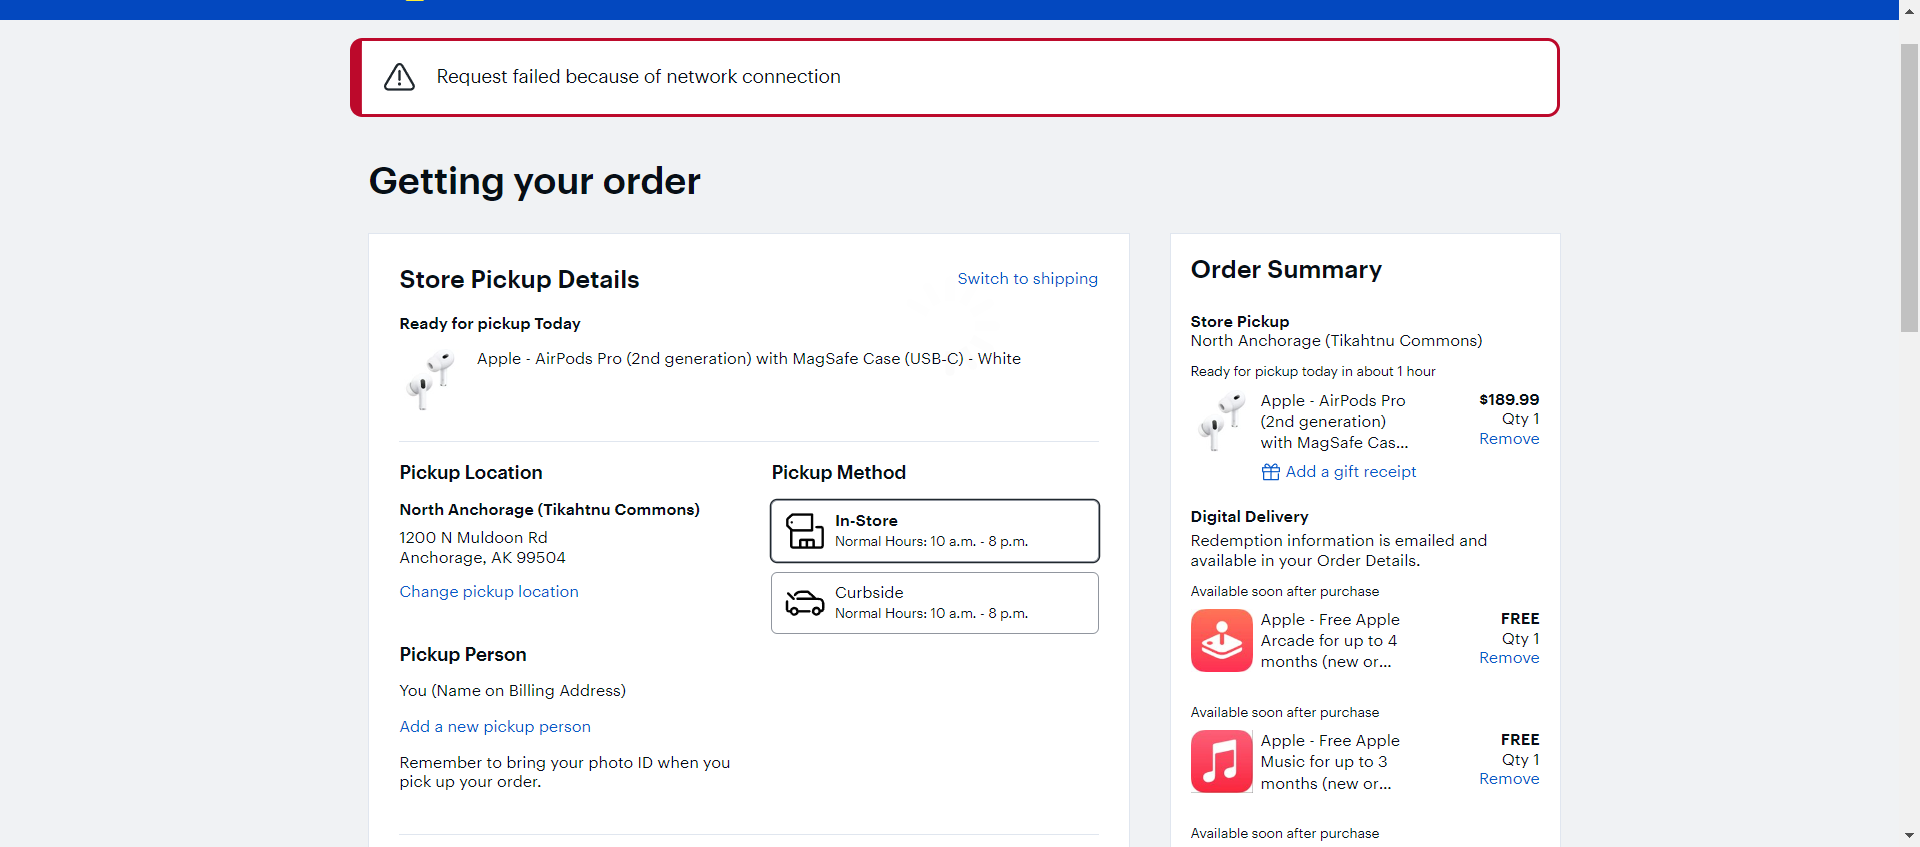 Request failed because of network connection
Getting your order
Store Pickup Details
Switch to shipping
Ready for pickup Today
Apple - AirPods Pro (2nd generation) with MagSafe Case (USB-C) - White
Pickup Location
North Anchorage (Tikahtnu Commons)
1200 N Muldoon Rd
Anchorage, AK 99504
Change pickup location
Pickup Person
You (Name on Billing Address)
Add a new pickup person
Remember to bring your photo ID when you
pick up your order.
Pickup Method
In-Store
Normal Hours: 10 a.m. - 8 p.m.
Curbside
Normal Hours: 10 a.m. - 8 p.m.
Order Summary
Store Pickup
North Anchorage (Tikahtnu Commons)
Ready for pickup today in about 1 hour
Apple - AirPods Pro
(2nd generation)
with MagSafe Cas...
$189.99
Qty 1
Remove
Add a gift receipt
Digital Delivery
Redemption information is emailed and
available in your Order Details.
Available soon after purchase
Apple - Free Apple
Arcade for up to 4
months (new or...
FREE
Qty 1
Remove
Available soon after purchase
Apple - Free Apple
Music for up to 3
months (new or...
FREE
Qty 1
Remove
Available soon after purchase